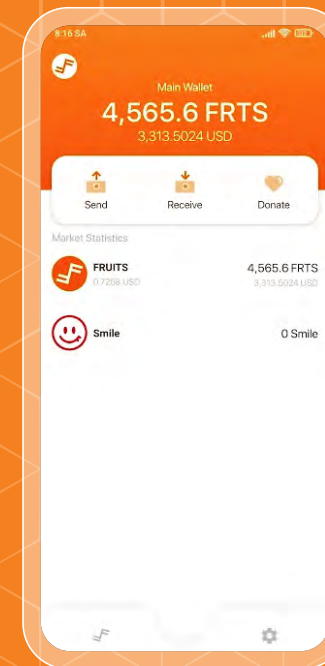 8:16 SA
Main Wallet
4,565.6 FRTS
3,313.5024 USD
Send
Receive
Donate
Market Statistics
FRUITS
4,565.6 FRTS
0.7258 USD
3,313.5024 USD
Smile
0 Smile